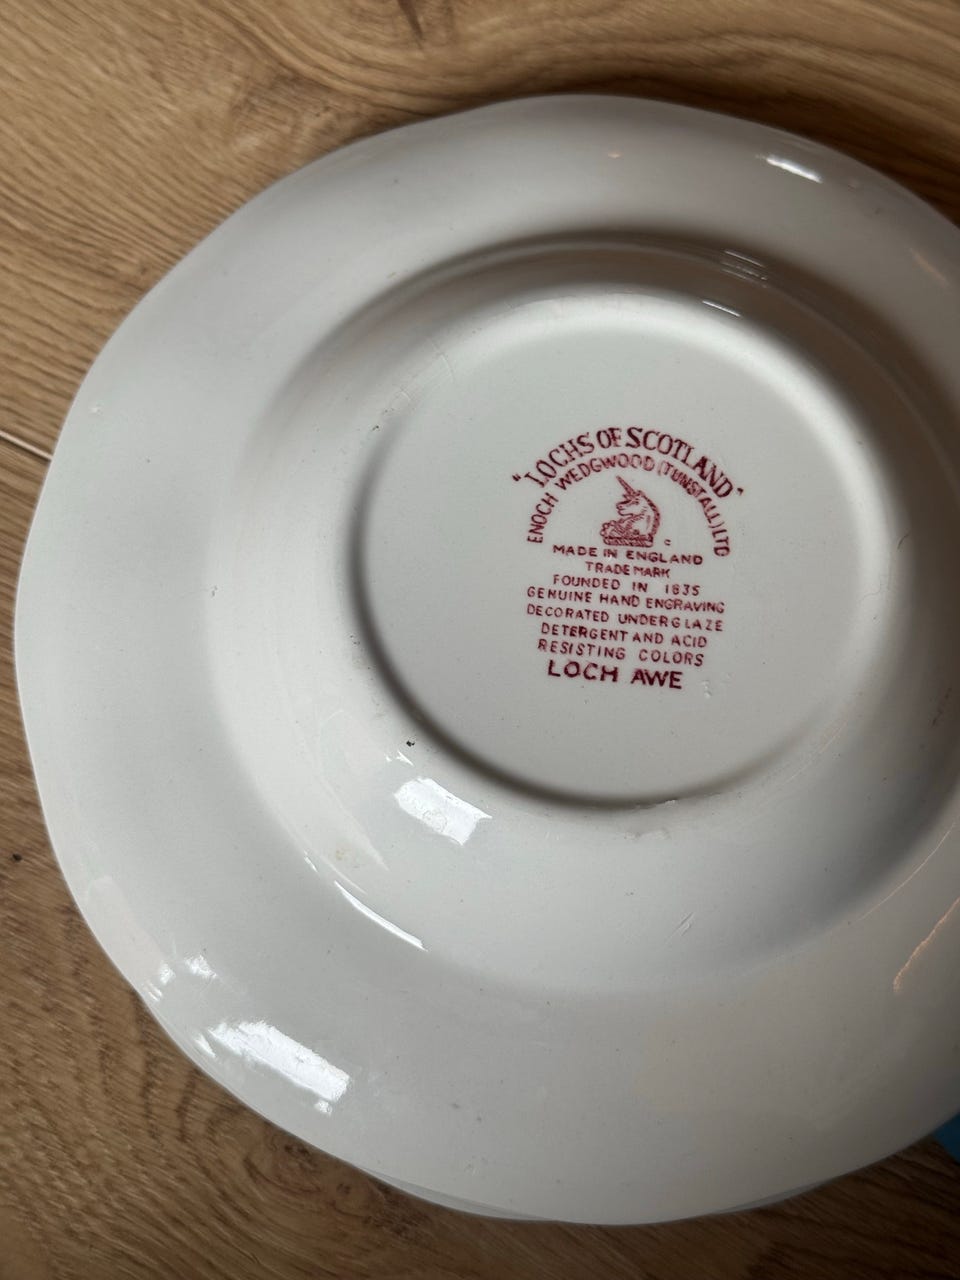 "LOCHS OF SCOTLAND"
ENOCH WEDGWOOD (TUNSTALL) LTD
C
MADE IN ENGLAND
TRADE MARK
FOUNDED IN 1835
GENUINE HAND ENGRAVING
DECORATED UNDERGLAZE
DETERGENT AND ACID
RESISTING COLORS
LOCH AWE